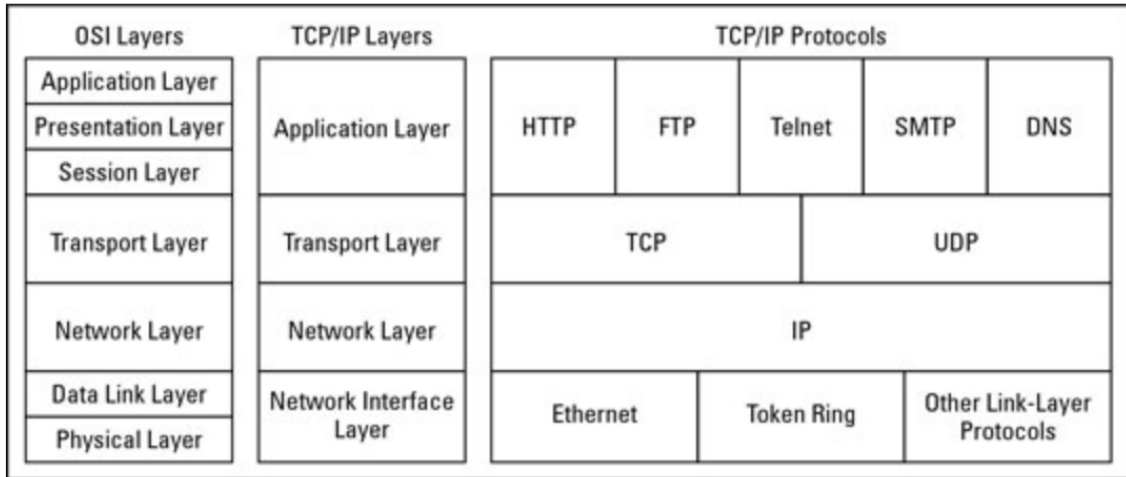 OSI Layers
TCP/IP Layers
TCP/IP Protocols
Application Layer
Presentation Layer
Session Layer
Transport Layer
Network Layer
Data Link Layer
Physical Layer
Application Layer
Transport Layer
Network Layer
Network Interface
Layer
HTTP
FTP
Telnet
SMTP
DNS
TCP
UDP
IP
Ethernet
Token Ring
Other Link-Layer
Protocols